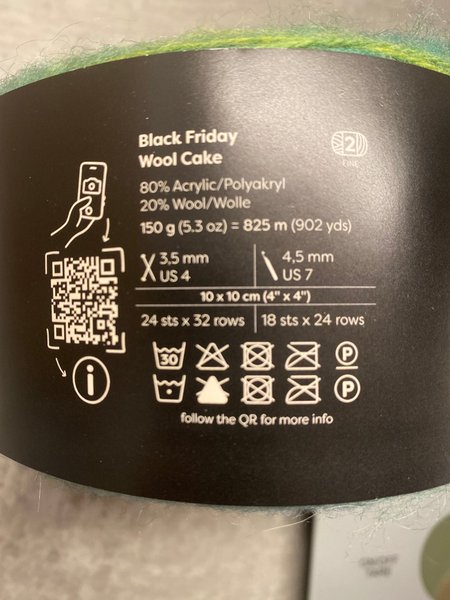 Black Friday
Wool Cake
2
FINE
80% Acrylic/Polyakryl
20% Wool/Wolle
150 g (5.3 oz) = 825 m (902 yds)
3,5 mm
US 4
4,5 mm
US 7
10 x 10 cm (4" x 4")
24 sts x 32 rows
18 sts x 24 rows
30
P
P
i
follow the QR for more info